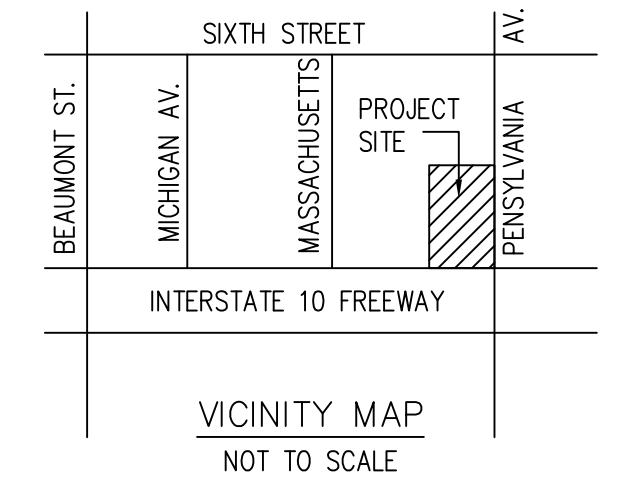 SIXTH STREET
BEAUMONT ST.
MICHIGAN AV.
MASSACHUSETTS
PROJECT
SITE
PENSYLVANIA AV.
INTERSTATE 10 FREEWAY
VICINITY MAP
NOT TO SCALE